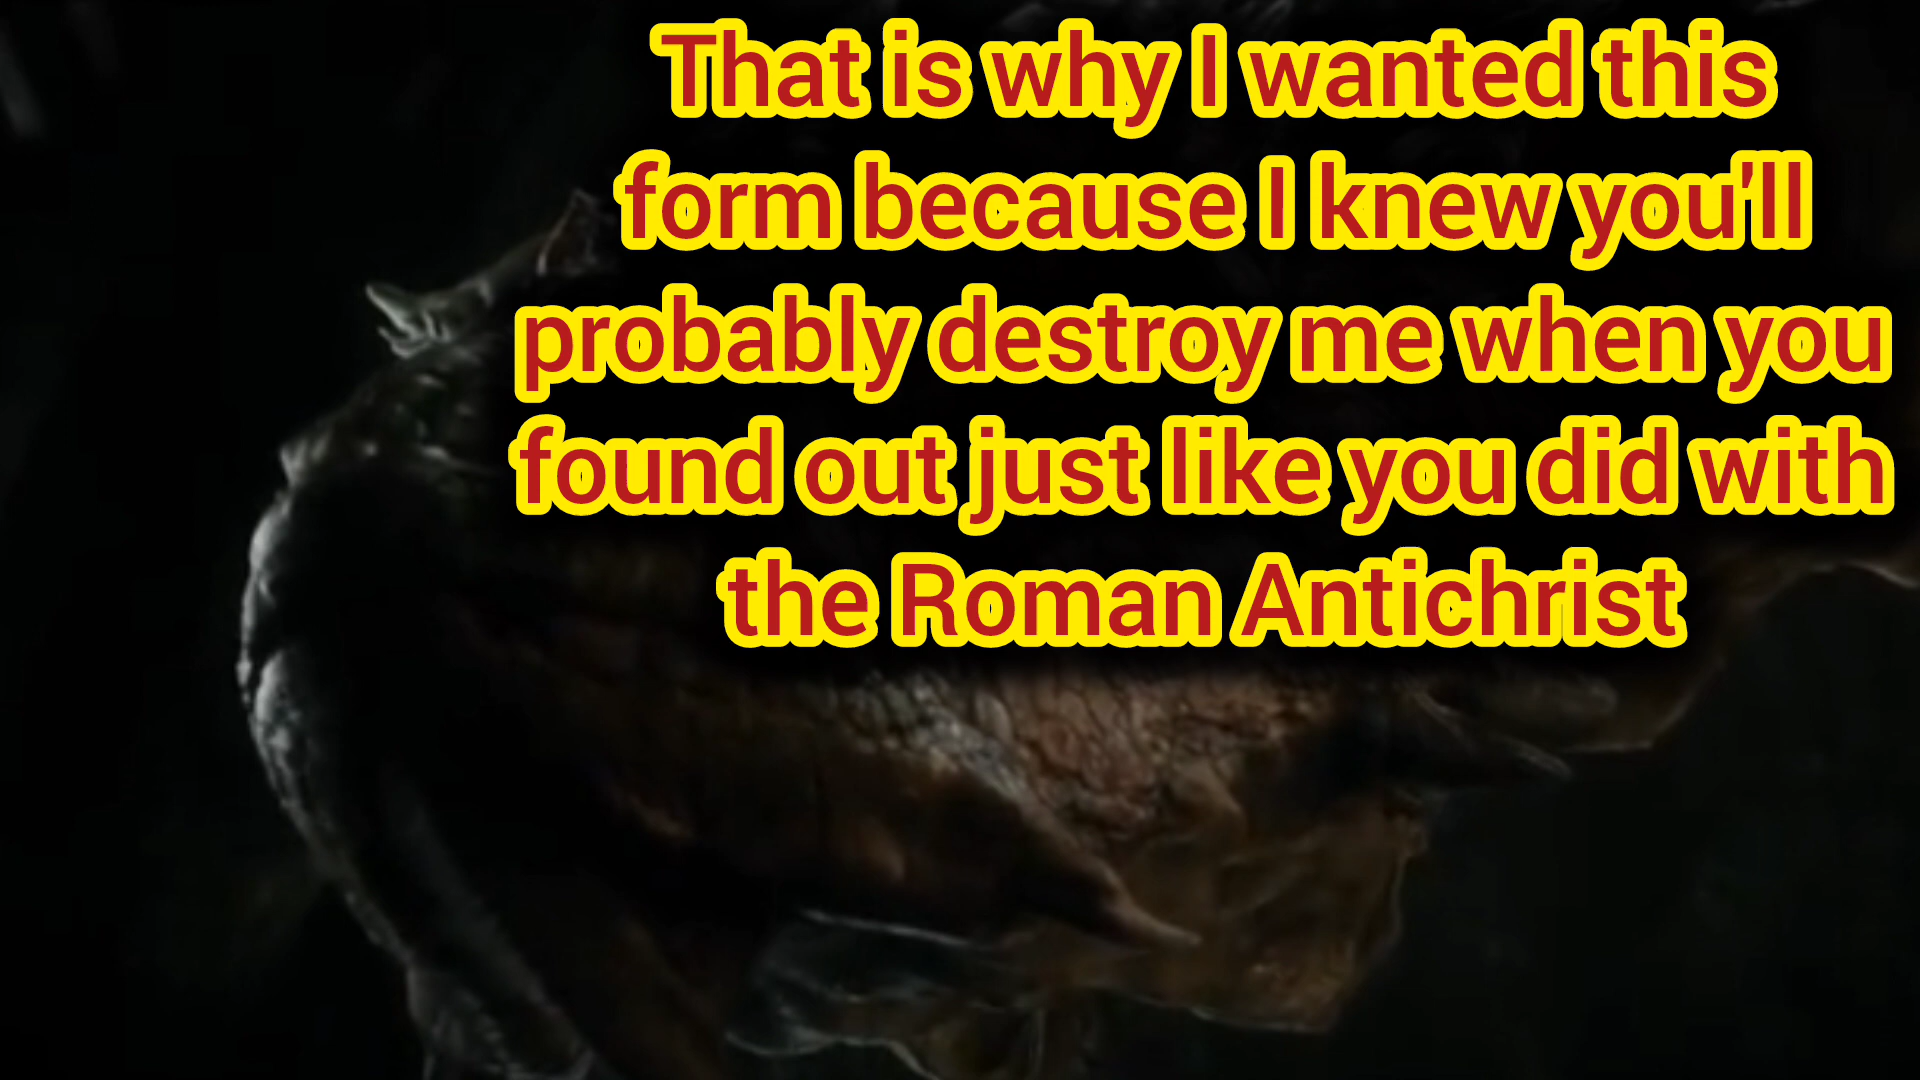 That is why I wanted this
form because I knew you'll
probably destroy me when you
found out just like you did with
the Roman Antichrist